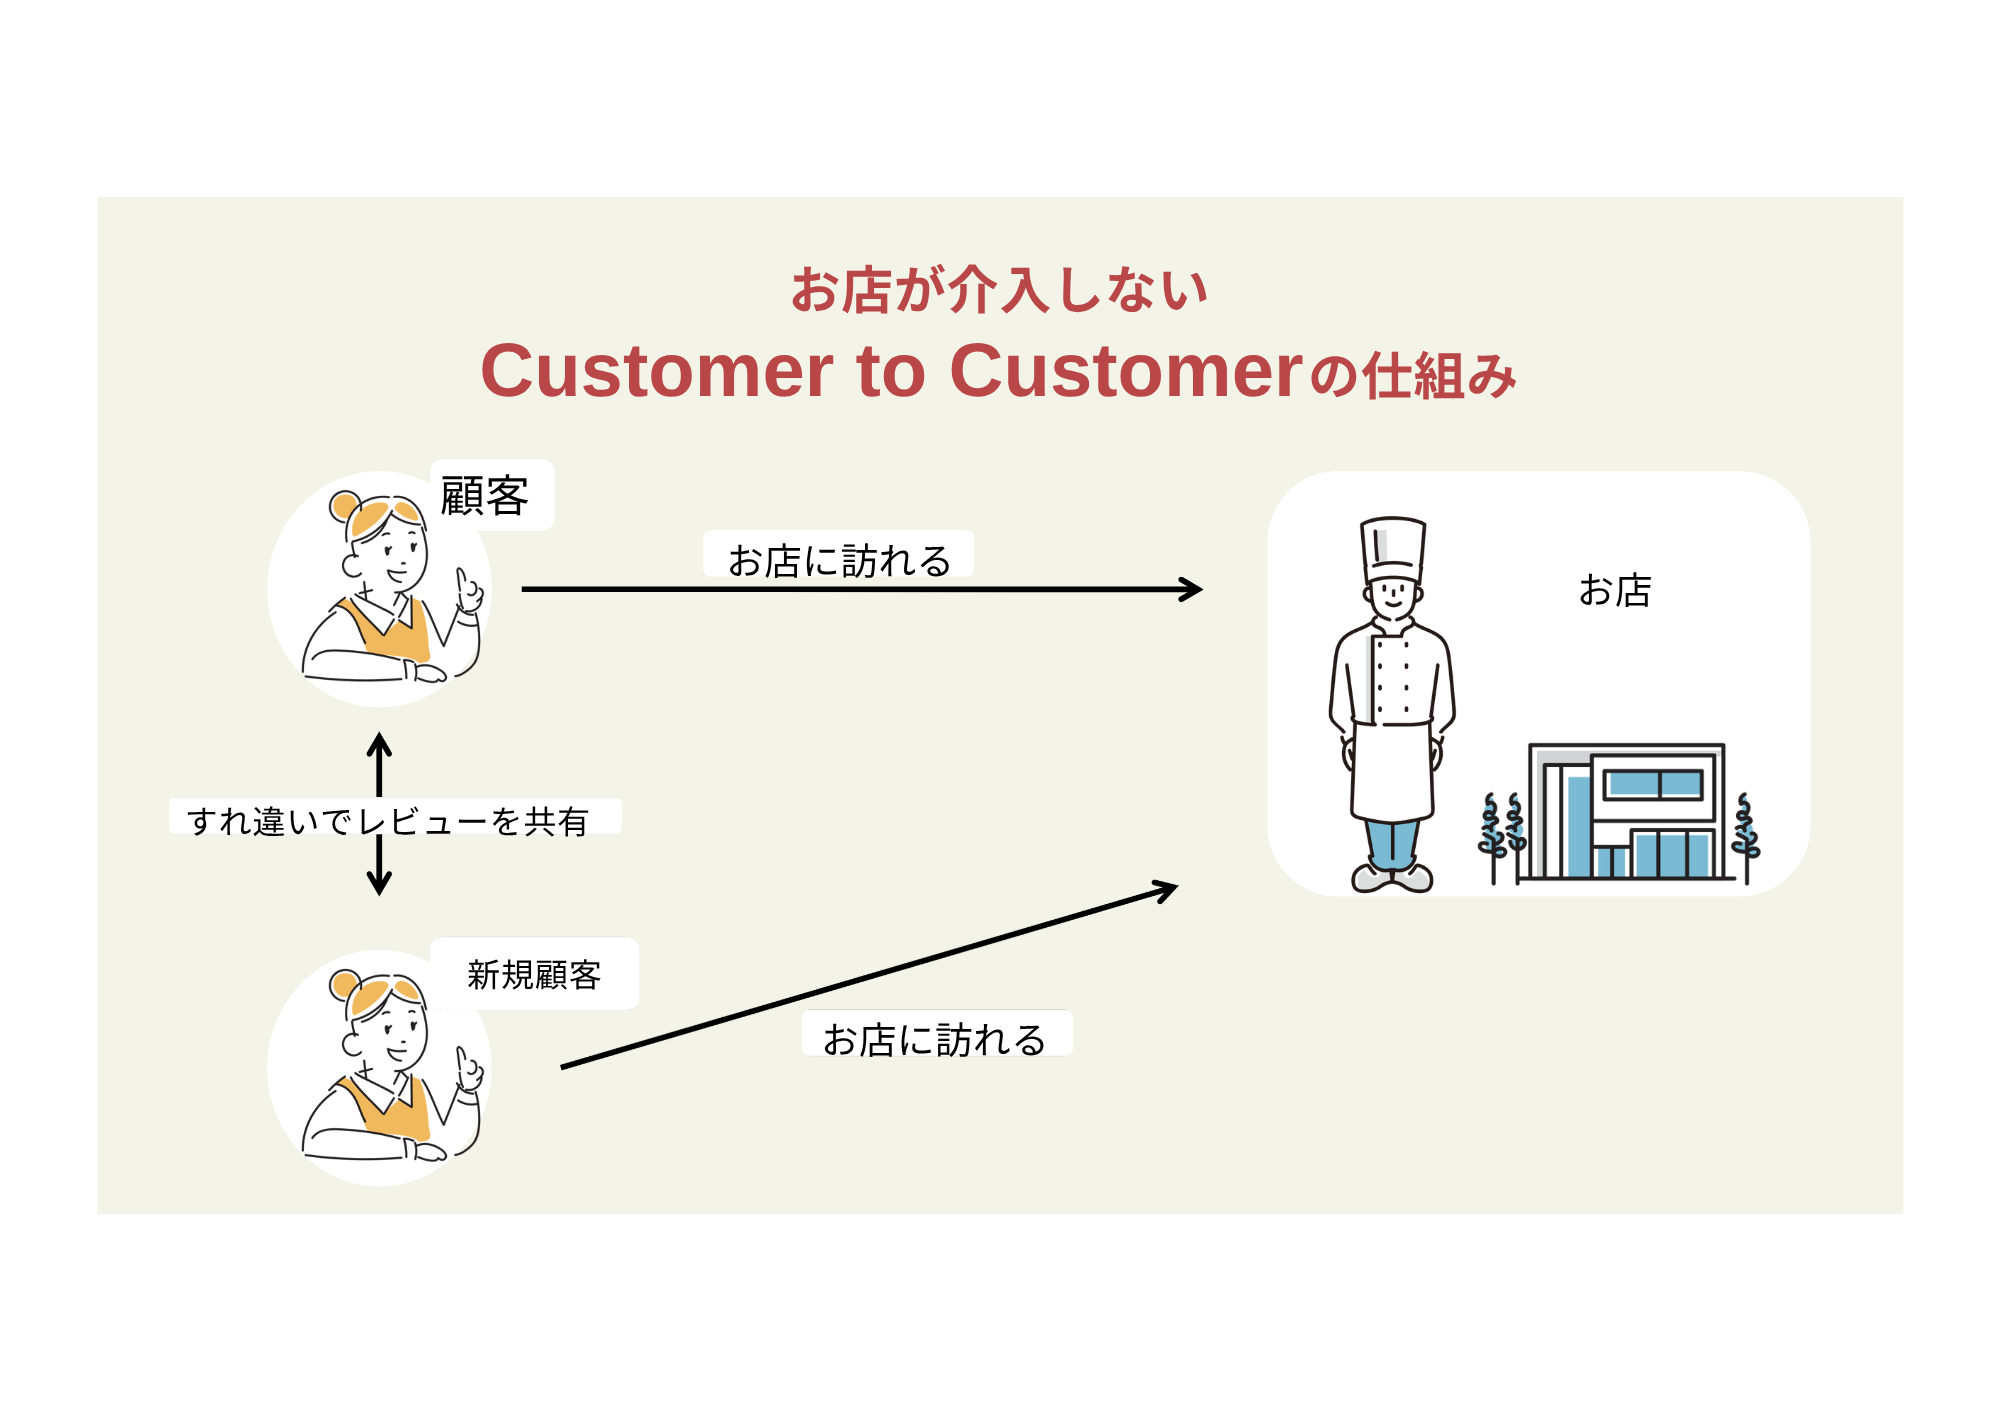 お店が介入しない
Customer to Customerの仕組み
顧客
お店に訪れる
お店
すれ違いでレビューを共有
新規顧客
お店に訪れる